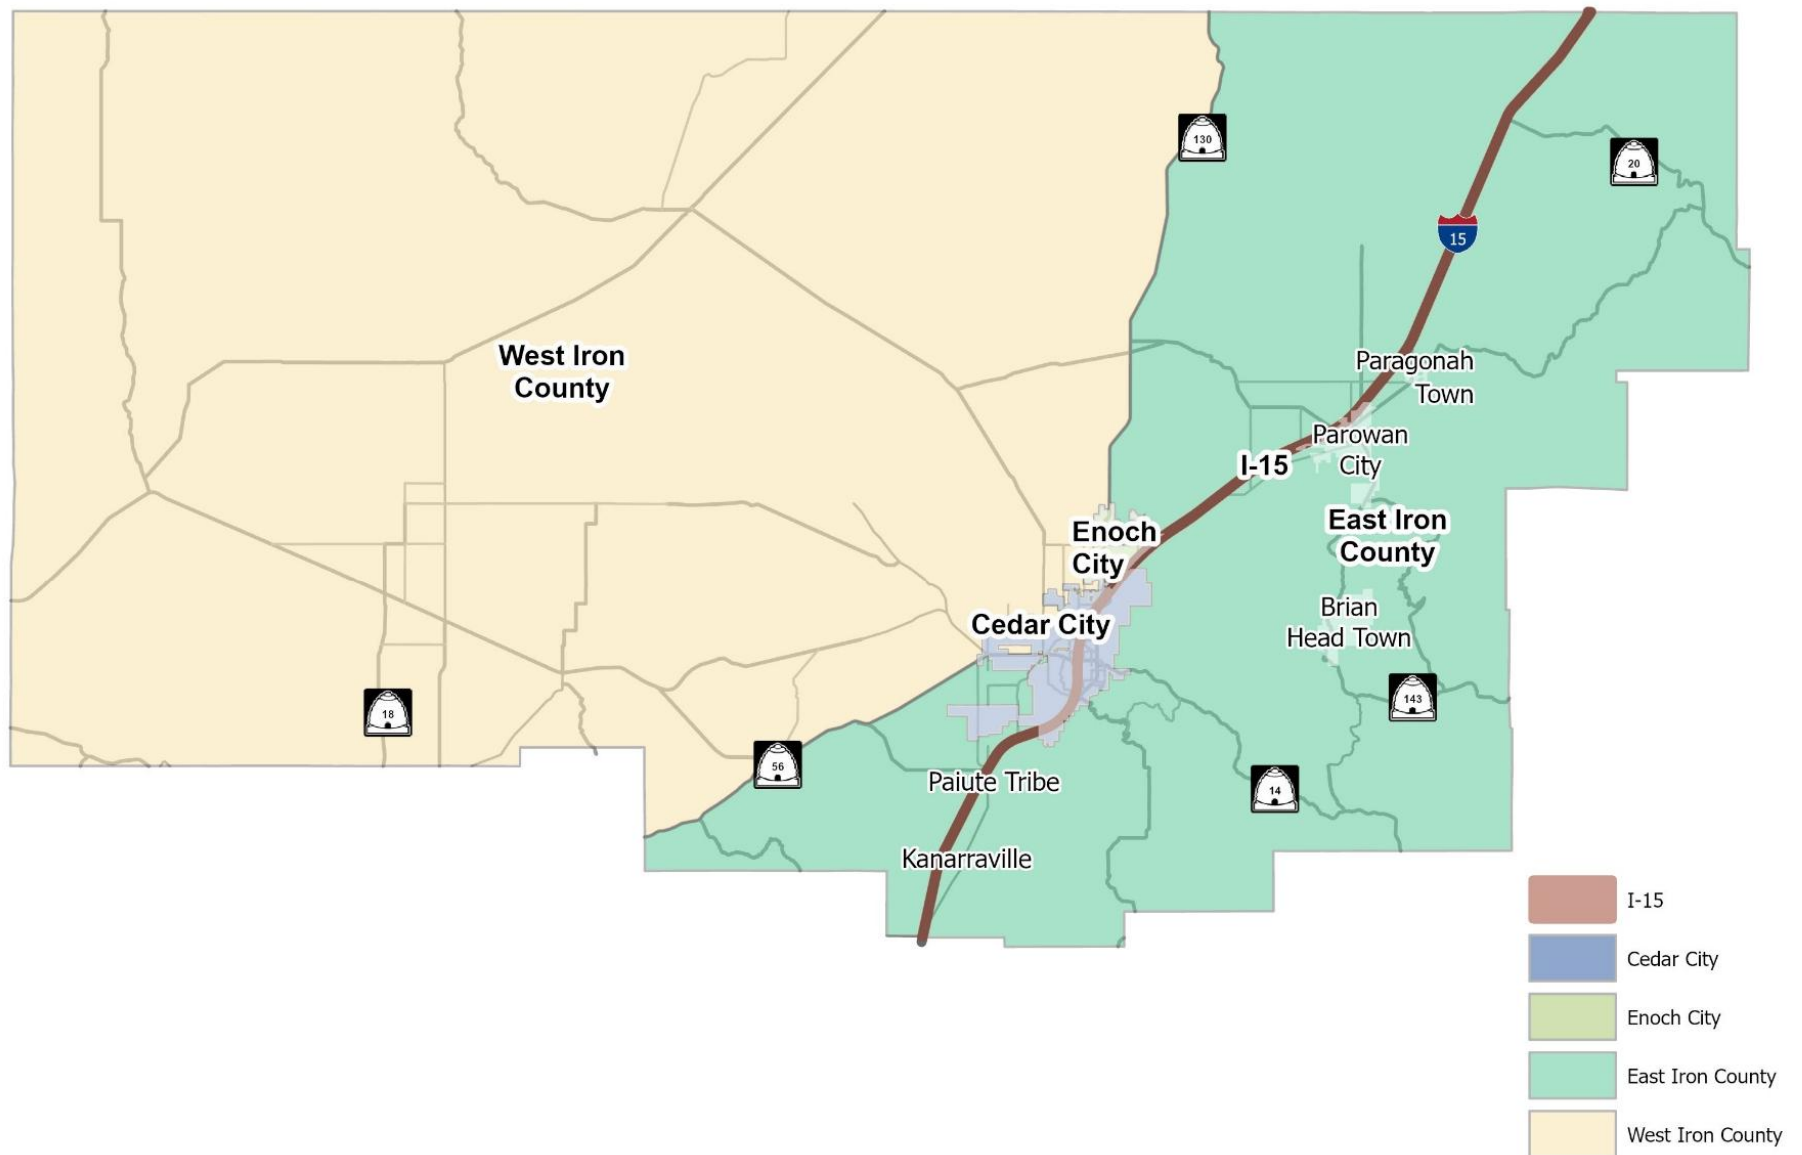 130
20
15
West Iron
County
Paragonah
Town
Parowan
City
I-15
East Iron
County
Enoch
City
Brian
Head Town
Cedar City
143
18
56
14
Paiute Tribe
Kanarraville
I-15
Cedar City
Enoch City
East Iron County
West Iron County